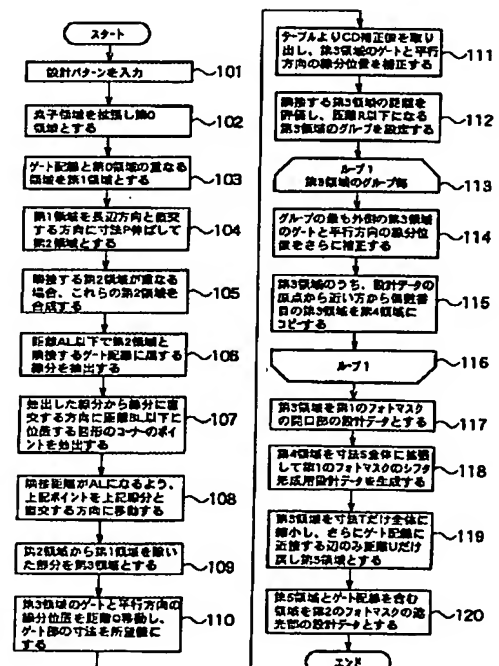 スタート
設計パターンを入力
101
素子領域を拡張し第0
領域とする
102
ゲート配線と第0領域の重なる
領域を第1領域とする
103
第1領域を長辺方向と直交
する方向に寸法P伸ばして
第2領域とする
104
隣接する第2領域が重なる
場合、これらの第2領域を
合成する
105
距離AL以下で第2領域と
隣接するゲート配線に属する
線分を抽出する
106
抽出した線分から線分に直
交する方向に距離BL以下に
位置する図形のコーナーのポイ
ントを抽出する
107
隣接距離がALになるよう、
上記ポイントを上記線分と
直交する方向に移動する
108
第2領域から第1領域を除い
た部分を第3領域とする
109
第3領域のゲートと平行方向の
線分位置を距離Q移動し、
ゲート部の寸法を所望値に
する
110
テーブルよりCD補正値を取り
出し、第3領域のゲートと平行
方向の線分位置を補正する
111
隣接する第3領域の距離を
評価し、距離R以下になる
第3領域のグループを設定する
112
ループ1
第3領域のグループ毎
113
グループの最も外側の第3領域
のゲートと平行方向の線分位
置をさらに補正する
114
第3領域のうち、設計データの
原点から近い方から偶数番
目の第3領域を第4領域に
コピーする
115
ループ1
116
第3領域を第1のフォトマスク
の開口部の設計データとする
117
第4領域を寸法S全体に拡
張して第1のフォトマスクのシフタ
形成用設計データを生成する
118
第3領域を寸法Tだけ全体に
縮小し、さらにゲート配線に
近接する辺のみ距離Uだけ
戻し第5領域とする
119
第5領域とゲート配線を含む
領域を第2のフォトマスクの遮
光部の設計データとする
120
エンド